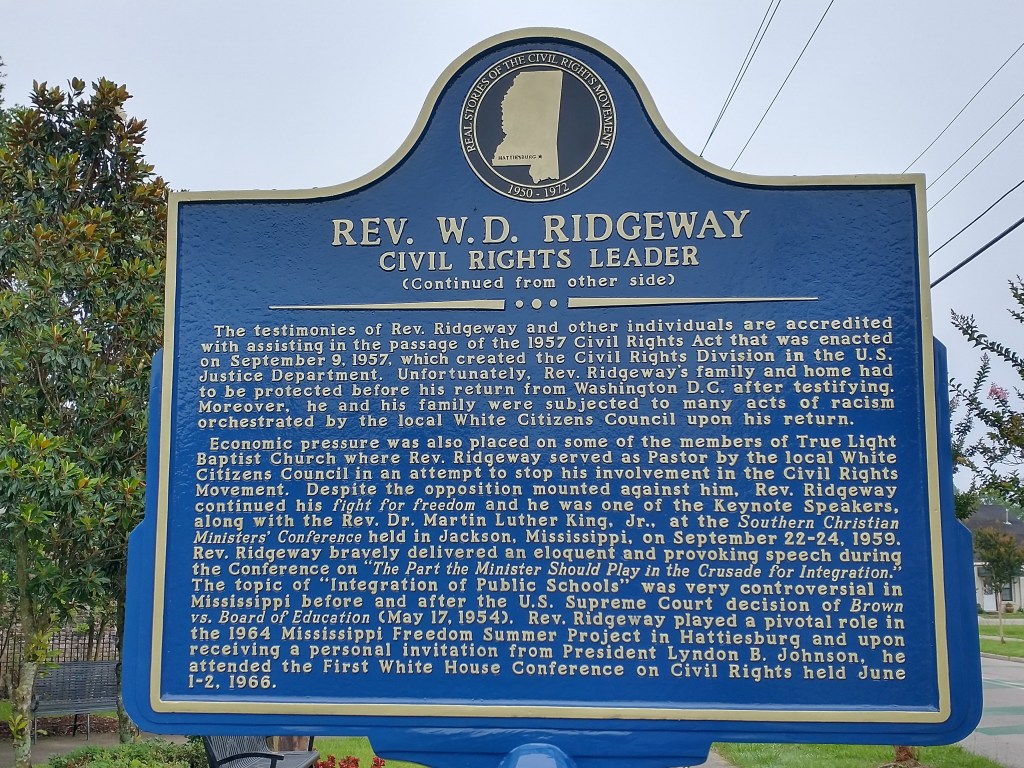 REAL STORIES OF THE CIVIL RIGHTS MOVEMENT
HATTIESBURG
1950 - 1972
REV. W.D. RIDGEWAY
CIVIL RIGHTS LEADER
(Continued from other side)
The testimonies of Rev. Ridgeway and other individuals are accredited
with assisting in the passage of the 1957 Civil Rights Act that was enacted
on September 9, 1957, which created the Civil Rights Division in the U.S.
Justice Department. Unfortunately, Rev. Ridgeway's family and home had
to be protected before his return from Washington D.C. after testifying.
Moreover, he and his family were subjected to many acts of racism
orchestrated by the local White Citizens Council upon his return.
Economic pressure was also placed on some of the members of True Light
Baptist Church where Rev. Ridgeway served as Pastor by the local White
Citizens Council in an attempt to stop his involvement in the Civil Rights
Movement. Despite the opposition mounted against him, Rev. Ridgeway
continued his fight for freedom and he was one of the Keynote Speakers,
along with the Rev. Dr. Martin Luther King, Jr., at the Southern Christian
Ministers' Conference held in Jackson, Mississippi, on September 22-24, 1959.
Rev. Ridgeway bravely delivered an eloquent and provoking speech during
the Conference on "The Part the Minister Should Play in the Crusade for Integration."
The topic of "Integration of Public Schools" was very controversial in
Mississippi before and after the U.S. Supreme Court decision of Brown
vs. Board of Education (May 17, 1954). Rev. Ridgeway played a pivotal role in
the 1964 Mississippi Freedom Summer Project in Hattiesburg and upon
receiving a personal invitation from President Lyndon B. Johnson, he
attended the First White House Conference on Civil Rights held June
1-2, 1966.